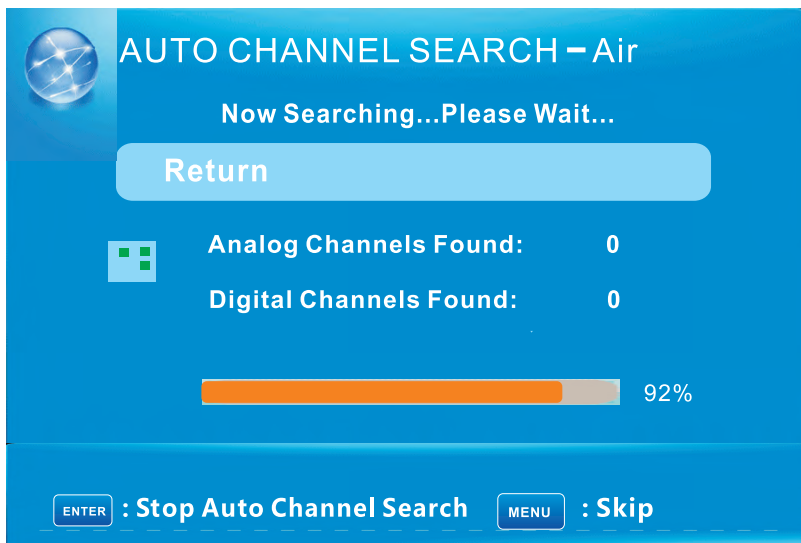 AUTO CHANNEL SEARCH – Air
Now Searching...Please Wait...
Return
Analog Channels Found: 0
Digital Channels Found: 0
92%
ENTER : Stop Auto Channel Search MENU : Skip